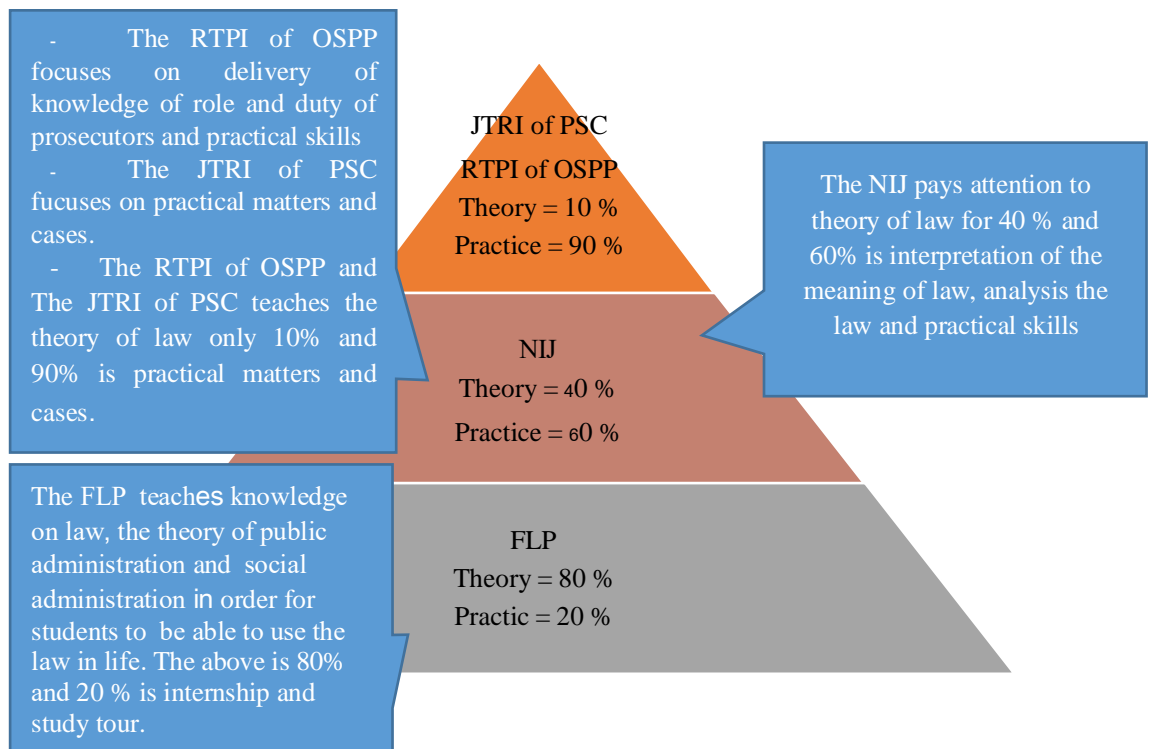 - The RTPI of OSPP
focuses on delivery of
knowledge of role and duty of
prosecutors and practical skills
- The JTRI of PSC
fucuses on practical matters and
cases.
- The RTPI of OSPP and
The JTRI of PSC teaches the
theory of law only 10% and
90% is practical matters and
cases.
JTRI of PSC
RTPI of OSPP
Theory = 10 %
Practice = 90 %
The NIJ pays attention to
theory of law for 40 % and
60% is interpretation of the
meaning of law, analysis the
law and practical skills
NIJ
Theory = 40 %
Practice = 60 %
The FLP teaches knowledge
on law, the theory of public
administration and social
administration in order for
students to be able to use the
law in life. The above is 80%
and 20 % is internship and
study tour.
FLP
Theory = 80 %
Practic = 20 %